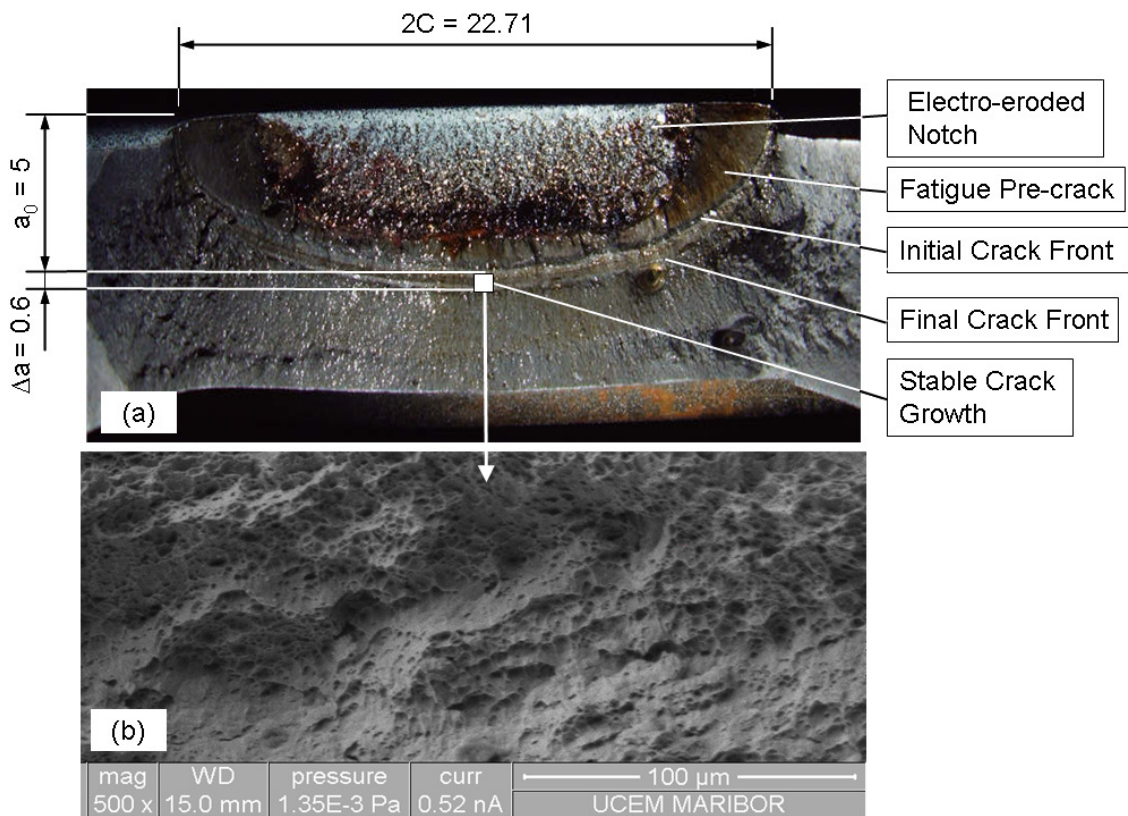 2C = 22.71
a0 = 5
Δa = 0.6
Electro-eroded
Notch
Fatigue Pre-crack
Initial Crack Front
Final Crack Front
Stable Crack
Growth
(a)
(b)
mag WD pressure curr 100 µm
500 x 15.0 mm 1.35E-3 Pa 0.52 nA UCEM MARIBOR